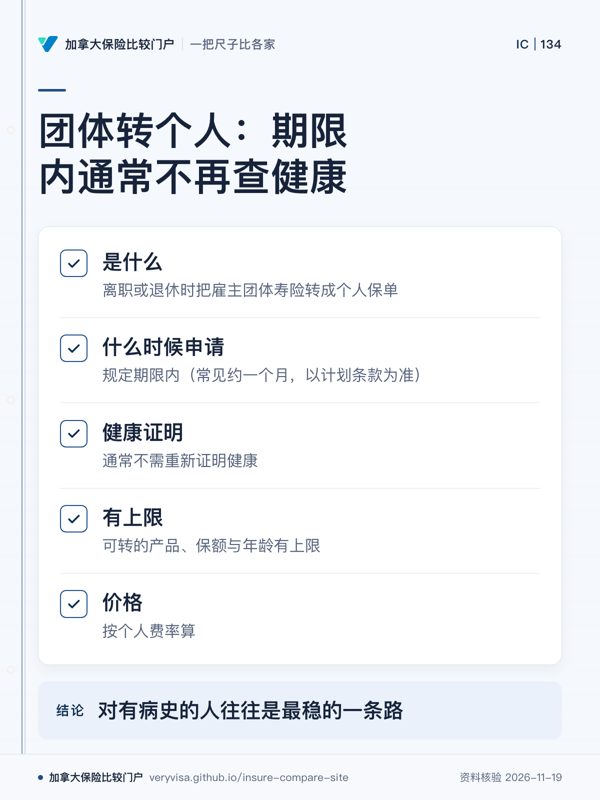 加拿大保险比较门户 | 一把尺子比各家
IC | 134
团体转个人：期限
内通常不再查健康
是什么
离职或退休时把雇主团体寿险转成个人保单
什么时候申请
规定期限内（常见约一个月，以计划条款为准）
健康证明
通常不需重新证明健康
有上限
可转的产品、保额与年龄有上限
价格
按个人费率算
结论 对有病史的人往往是最稳的一条路
加拿大保险比较门户 veryvisa.github.io/insure-compare-site
资料核验 2026-11-19